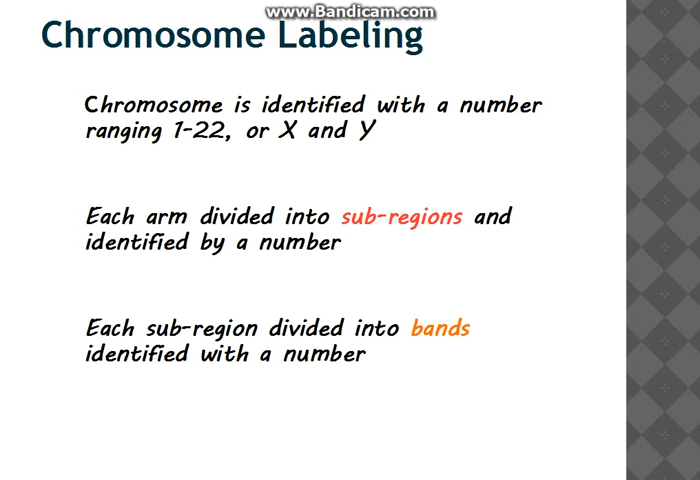 www.Bandicam.com
Chromosome Labeling
Chromosome is identified with a number
ranging 1-22, or X and Y
Each arm divided into sub-regions and
identified by a number
Each sub-region divided into bands
identified with a number